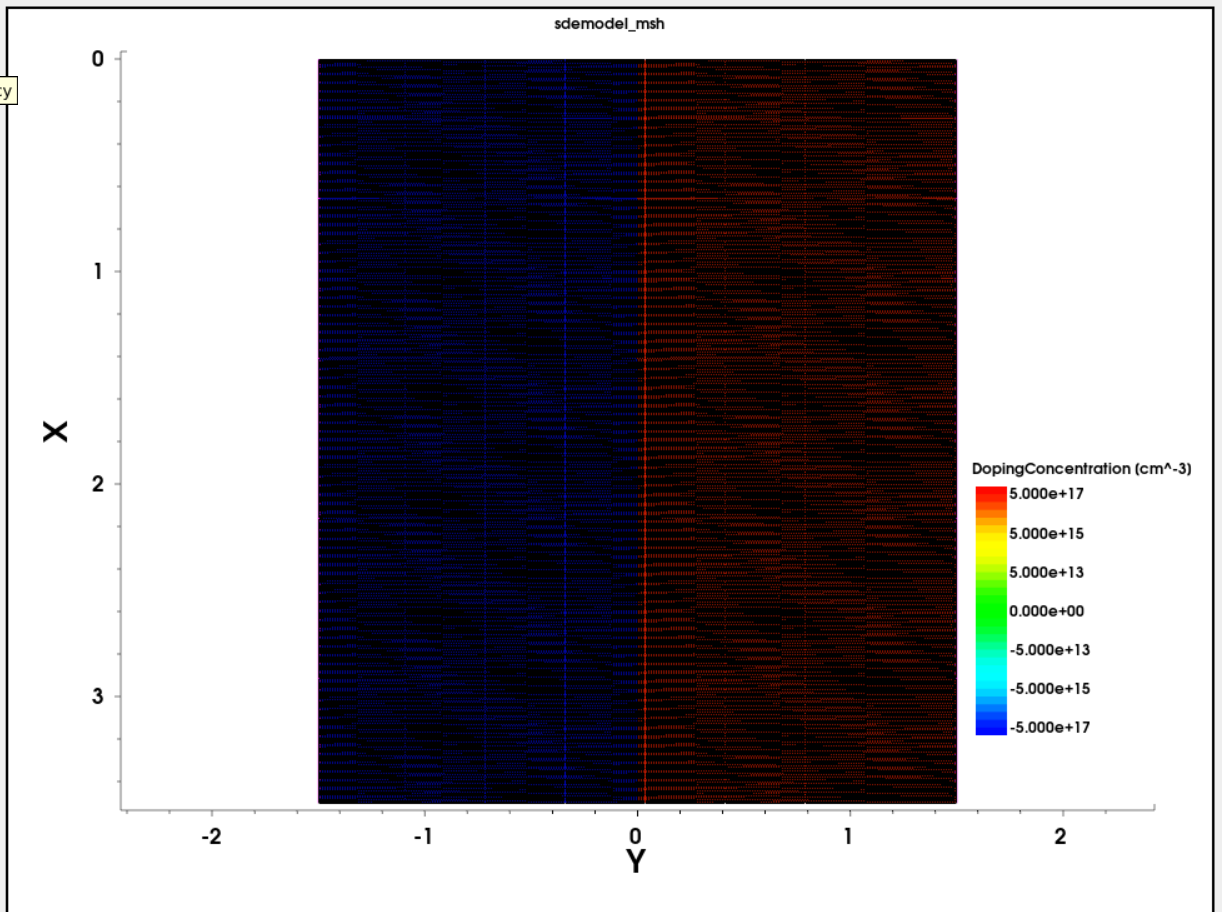 sdemodel_msh
cy
0
1
2
3
X
-2 -1 0 1 2
Y
DopingConcentration (cm^-3)
5.000e+17
5.000e+15
5.000e+13
0.000e+00
-5.000e+13
-5.000e+15
-5.000e+17